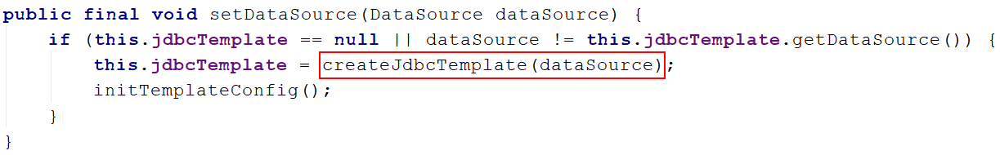 public final void setDataSource(DataSource dataSource) {
    if (this.jdbcTemplate == null || dataSource != this.jdbcTemplate.getDataSource()) {
        this.jdbcTemplate = createJdbcTemplate(dataSource);
        initTemplateConfig();
    }
}